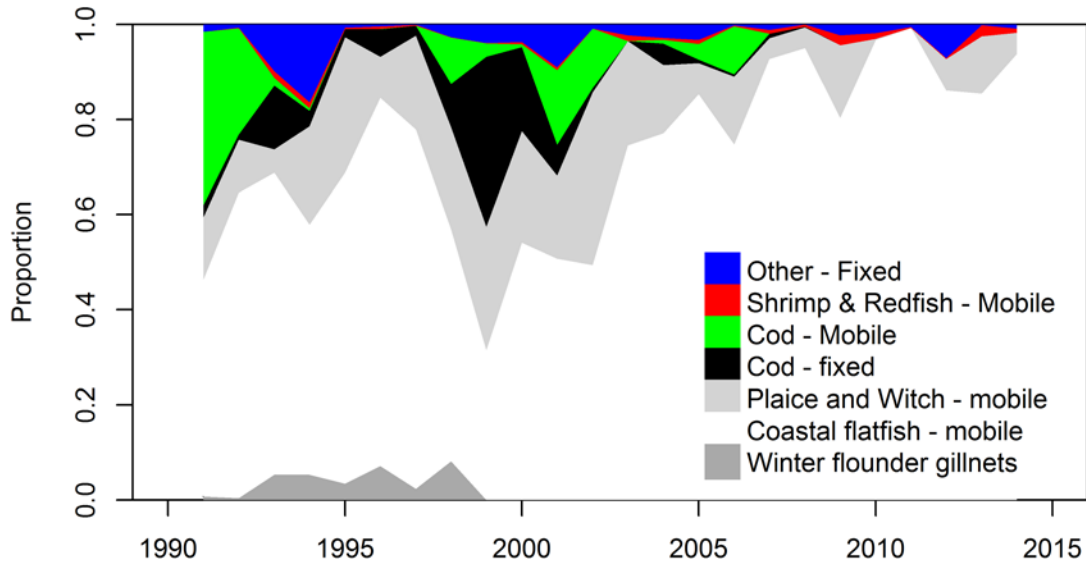 Proportion
1.0
0.8
0.6
0.4
0.2
0.0
Other - Fixed
Shrimp & Redfish - Mobile
Cod - Mobile
Cod - fixed
Plaice and Witch - mobile
Coastal flatfish - mobile
Winter flounder gillnets
1990 1995 2000 2005 2010 2015